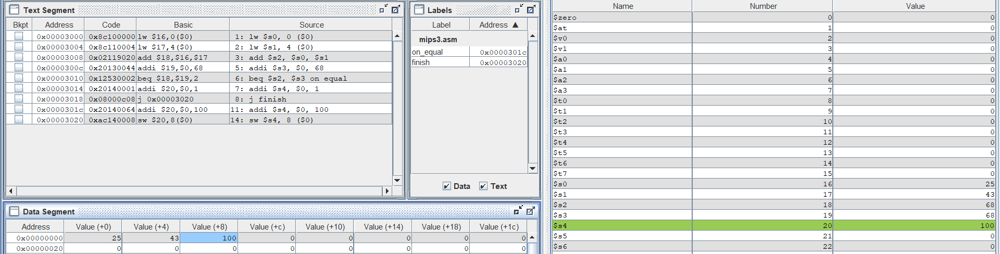 Text Segment
Bkpt Address Code Basic Source
0x00003000 0x8c100000 lw $16,0($0) 1: lw $s0, 0 ($0)
0x00003004 0x8c110004 lw $17,4($0) 2: lw $s1, 4 ($0)
0x00003008 0x02119020 add $18,$16,$17 3: add $s2, $s0, $s1
0x0000300c 0x20130044 addi $19,$0,68 5: addi $s3, $0, 68
0x00003010 0x12530002 beq $18,$19,2 6: beq $s2, $s3 on equal
0x00003014 0x20140001 addi $20,$0,1 7: addi $s4, $0, 1
0x00003018 0x08000c08 j 0x00003020 8: j finish
0x0000301c 0x20140064 addi $20,$0,100 11: addi $s4, $0, 100
0x00003020 0xac140008 sw $20,8($0) 14: sw $s4, 8 ($0)
Labels
Label Address ▲
mips3.asm
on_equal 0x0000301c
finish 0x00003020
Data Text
Data Segment
Address Value (+0) Value (+4) Value (+8) Value (+c) Value (+10) Value (+14) Value (+18) Value (+1c)
0x00000000 25 43 100 0 0 0 0 0
0x00000020 0 0 0 0 0 0 0 0
Name Number Value
$zero 0 0
$at 1 0
$v0 2 0
$v1 3 0
$a0 4 0
$a1 5 0
$a2 6 0
$a3 7 0
$t0 8 0
$t1 9 0
$t2 10 0
$t3 11 0
$t4 12 0
$t5 13 0
$t6 14 0
$t7 15 0
$s0 16 25
$s1 17 43
$s2 18 68
$s3 19 68
$s4 20 100
$s5 21 0
$s6 22 0